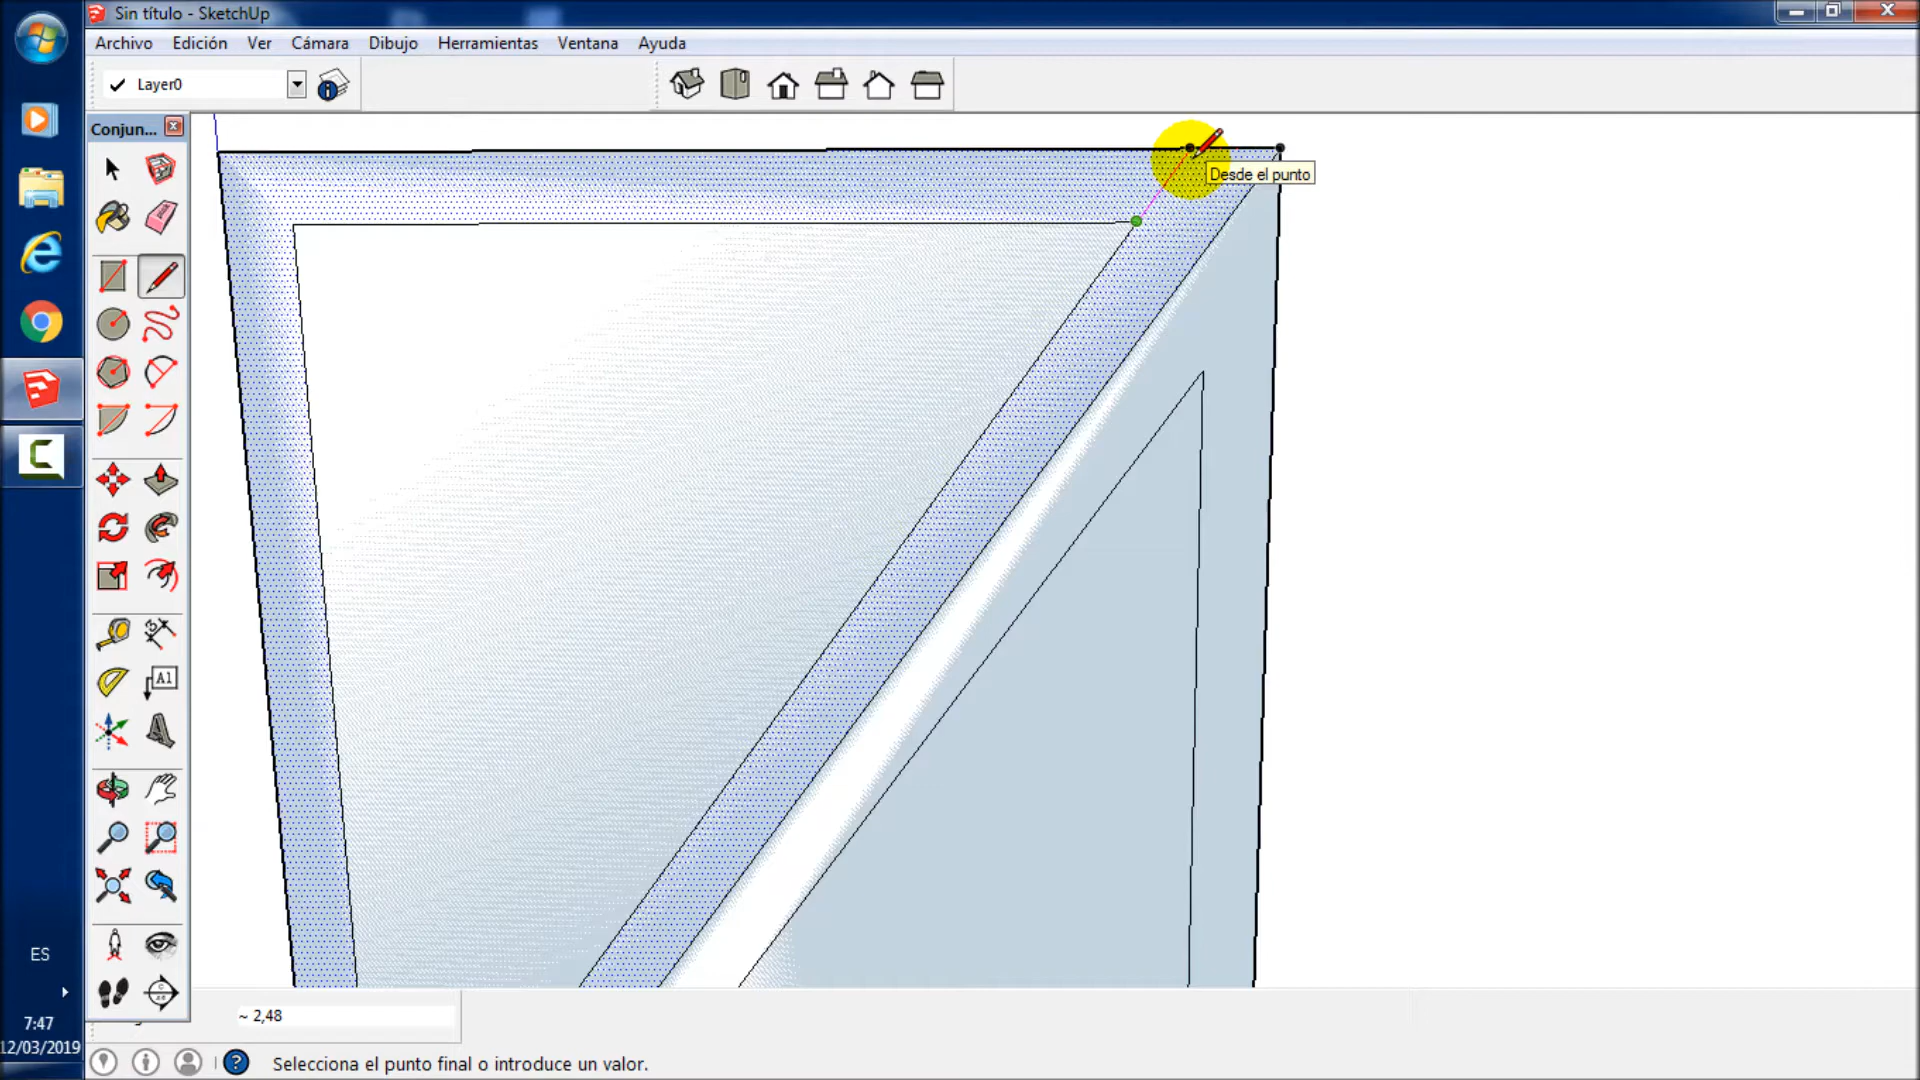 Sin título - SketchUp
Archivo Edición Ver Cámara Dibujo Herramientas Ventana Ayuda
Layer0
Conjun...
Desde el punto
A1
ES
7:47
12/03/2019
~ 2,48
Selecciona el punto final o introduce un valor.